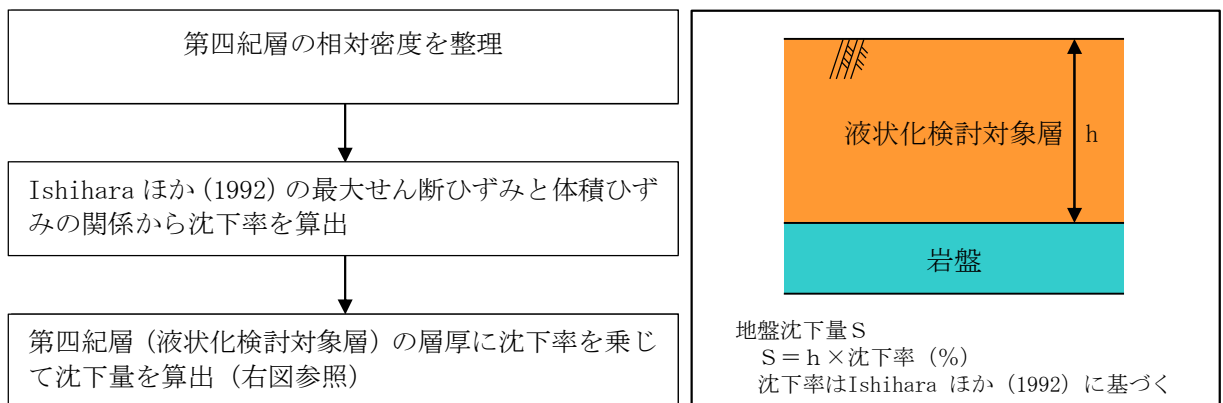 第四紀層の相対密度を整理
Ishihara ほか (1992) の最大せん断ひずみと体積ひず
みの関係から沈下率を算出
第四紀層（液状化検討対象層）の層厚に沈下率を乗じ
て沈下量を算出（右図参照）
液状化検討対象層 h
岩盤
地盤沈下量Ｓ
Ｓ＝ｈ×沈下率（%）
沈下率はIshihara ほか（1992）に基づく